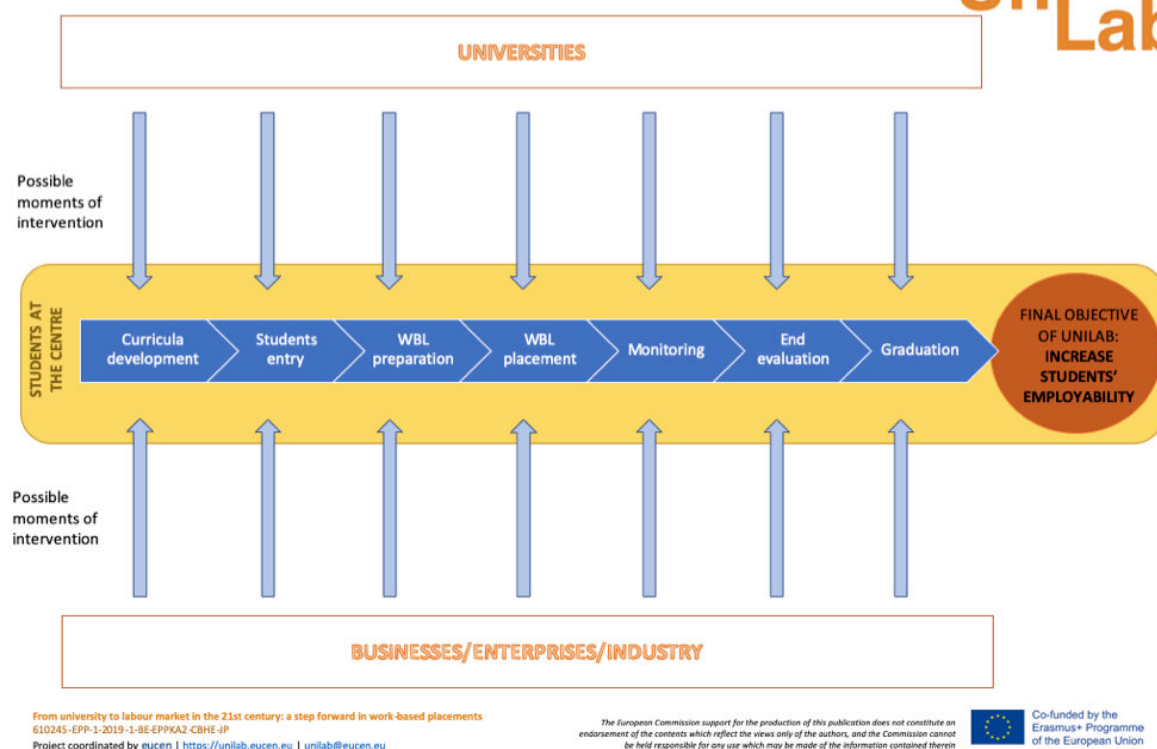 Lab
UNIVERSITIES
Possible
moments of
intervention
STUDENTS AT
THE CENTRE
Curricula
development
Students
entry
WBL
preparation
WBL
placement
Monitoring
End
evaluation
Graduation
FINAL OBJECTIVE
OF UNILAB:
INCREASE
STUDENTS'
EMPLOYABILITY
Possible
moments of
intervention
BUSINESSES/ENTERPRISES/INDUSTRY
From university to labour market in the 21st century: a step forward in work-based placements
610245-EPP-1-2019-1-BE-EPPKA2-CBHE-JP
Project coordinated by eucen | https://unilab.eucen.eu | unilab@eucen.eu
The European Commission support for the production of this publication does not constitute an
endorsement of the contents which reflect the views only of the authors, and the Commission cannot
be held responsible for any use which may be made of the information contained therein
Co-funded by the
Erasmus+ Programme
of the European Union